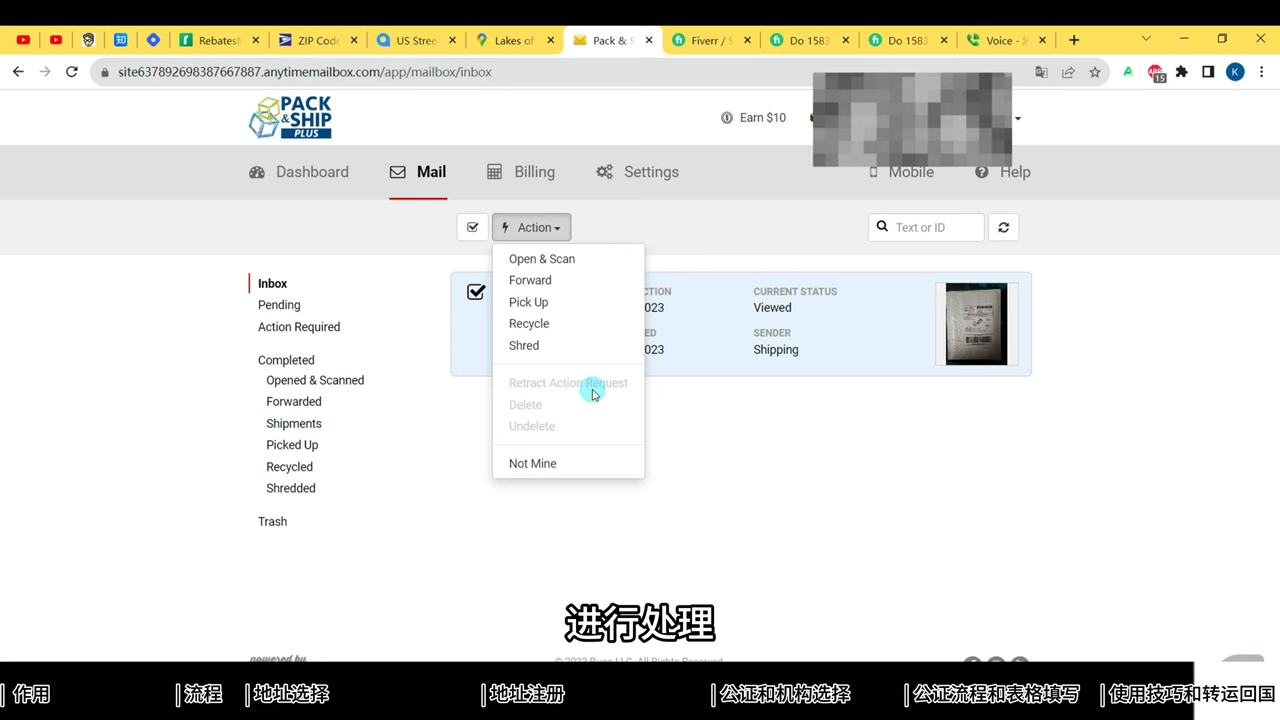 Rebates
ZIP Cod
US Stree
Lakes of
Pack & S
Fiverr / S
Do 1583
Do 1583
Voice -
site637892698387667887.anytimemailbox.com/app/mailbox/inbox
15
K
PACK
&SHIP
PLUS
Earn $10
Dashboard
Mail
Billing
Settings
Mobile
Help
Action
Text or ID
Open & Scan
Forward
Pick Up
Recycle
Shred
Retract Action Request
Delete
Undelete
Not Mine
Inbox
Pending
Action Required
Completed
Opened & Scanned
Forwarded
Shipments
Picked Up
Recycled
Shredded
Trash
CTION
023
ED
023
CURRENT STATUS
Viewed
SENDER
Shipping
进行处理
powered by
| 作用 | 流程 | 地址选择 | 地址注册 | 公证和机构选择 | 公证流程和表格填写 | 使用技巧和转运回国